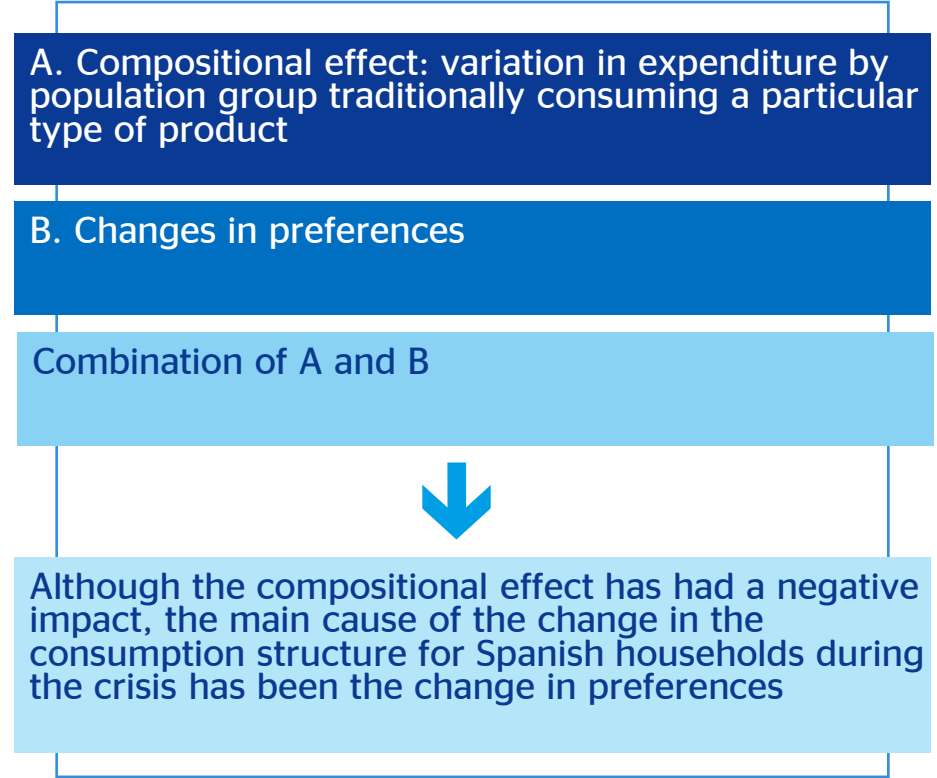 A. Compositional effect: variation in expenditure by
population group traditionally consuming a particular
type of product
B. Changes in preferences
Combination of A and B
Although the compositional effect has had a negative
impact, the main cause of the change in the
consumption structure for Spanish households during
the crisis has been the change in preferences